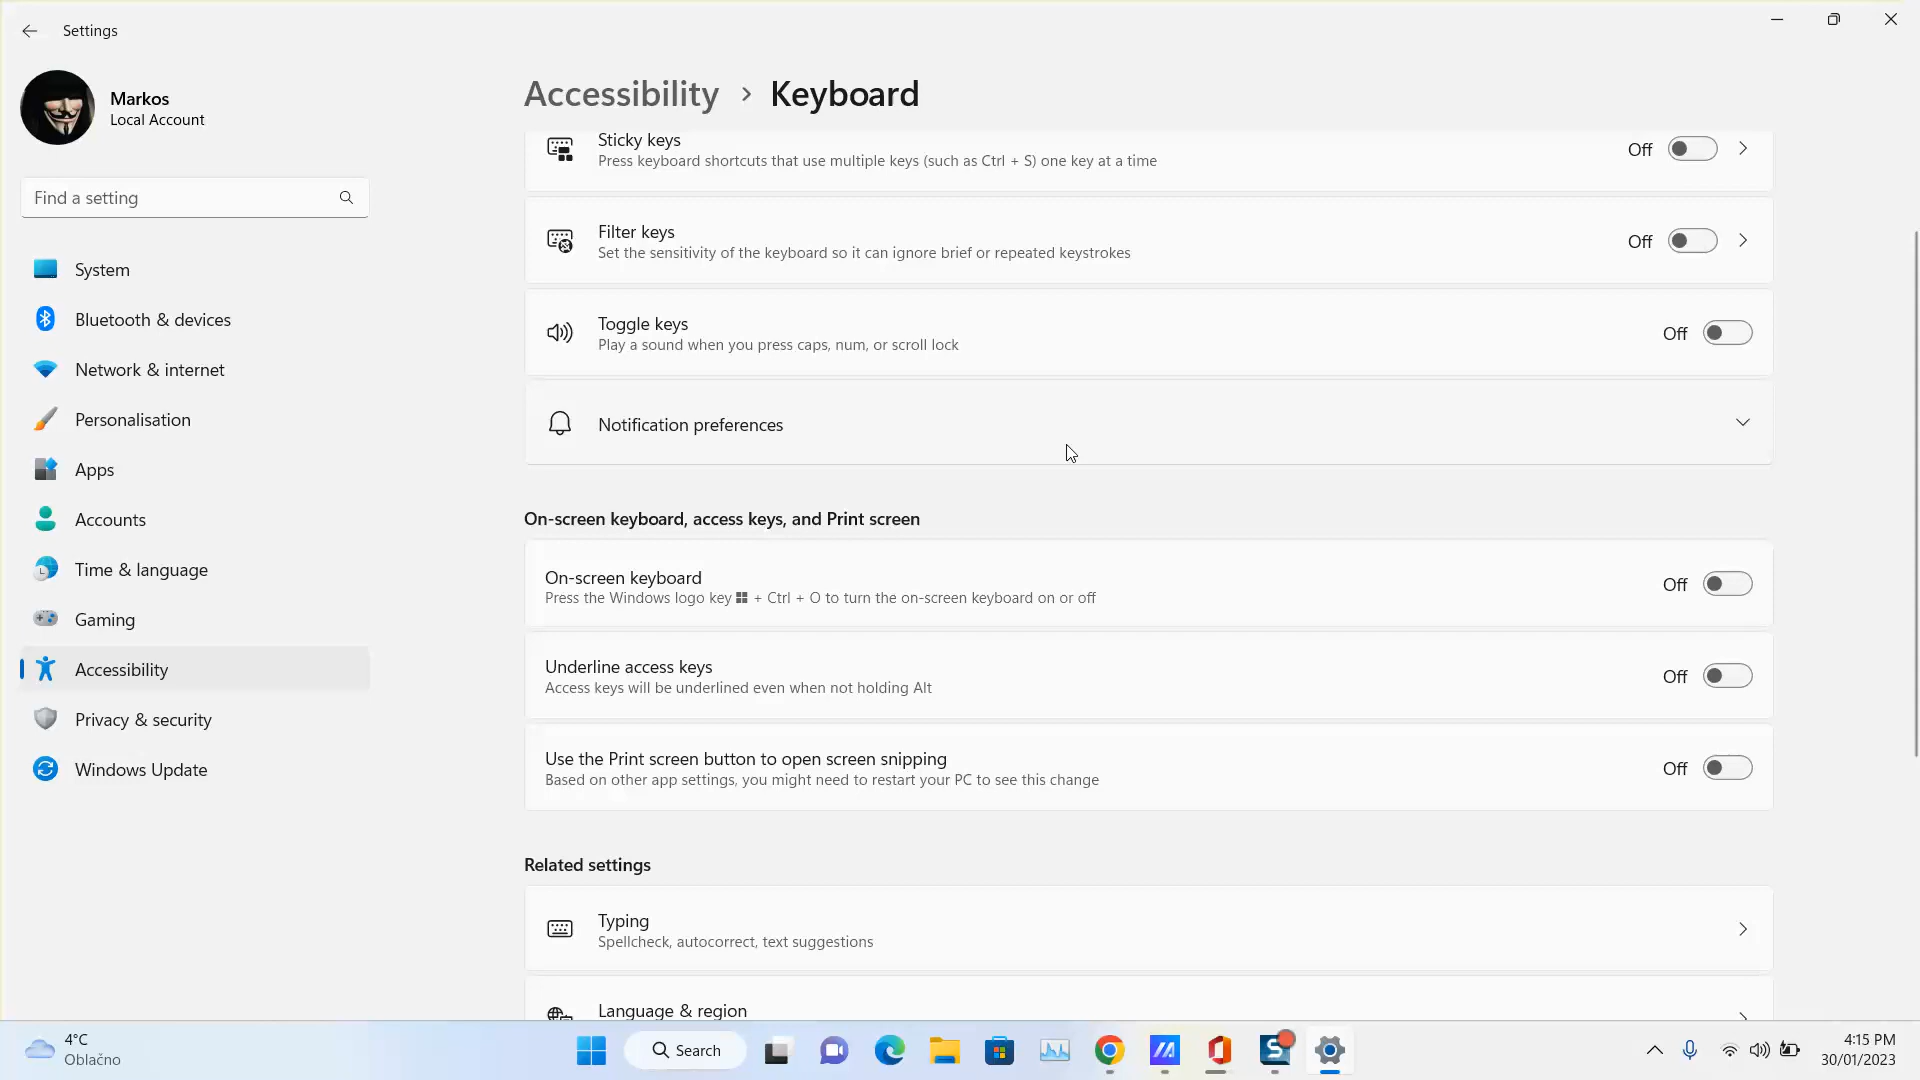 Settings
Markos
Local Account
Find a setting
System
Bluetooth & devices
Network & internet
Personalisation
Apps
Accounts
Time & language
Gaming
Accessibility
Privacy & security
Windows Update
Accessibility > Keyboard
Sticky keys
Press keyboard shortcuts that use multiple keys (such as Ctrl + S) one key at a time
Off
Filter keys
Set the sensitivity of the keyboard so it can ignore brief or repeated keystrokes
Off
Toggle keys
Play a sound when you press caps, num, or scroll lock
Off
Notification preferences
On-screen keyboard, access keys, and Print screen
On-screen keyboard
Press the Windows logo key + Ctrl + O to turn the on-screen keyboard on or off
Off
Underline access keys
Access keys will be underlined even when not holding Alt
Off
Use the Print screen button to open screen snipping
Based on other app settings, you might need to restart your PC to see this change
Off
Related settings
Typing
Spellcheck, autocorrect, text suggestions
Language & region
4°C
Oblačno
Search
4:15 PM
30/01/2023